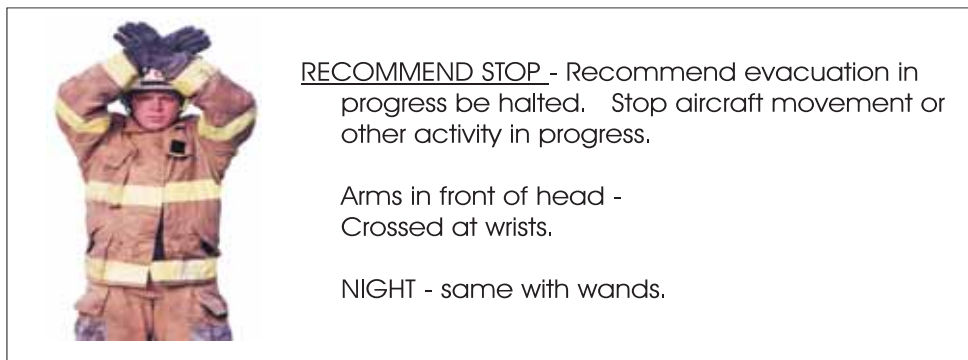 RECOMMEND STOP - Recommend evacuation in
progress be halted. Stop aircraft movement or
other activity in progress.
Arms in front of head -
Crossed at wrists.
NIGHT - same with wands.